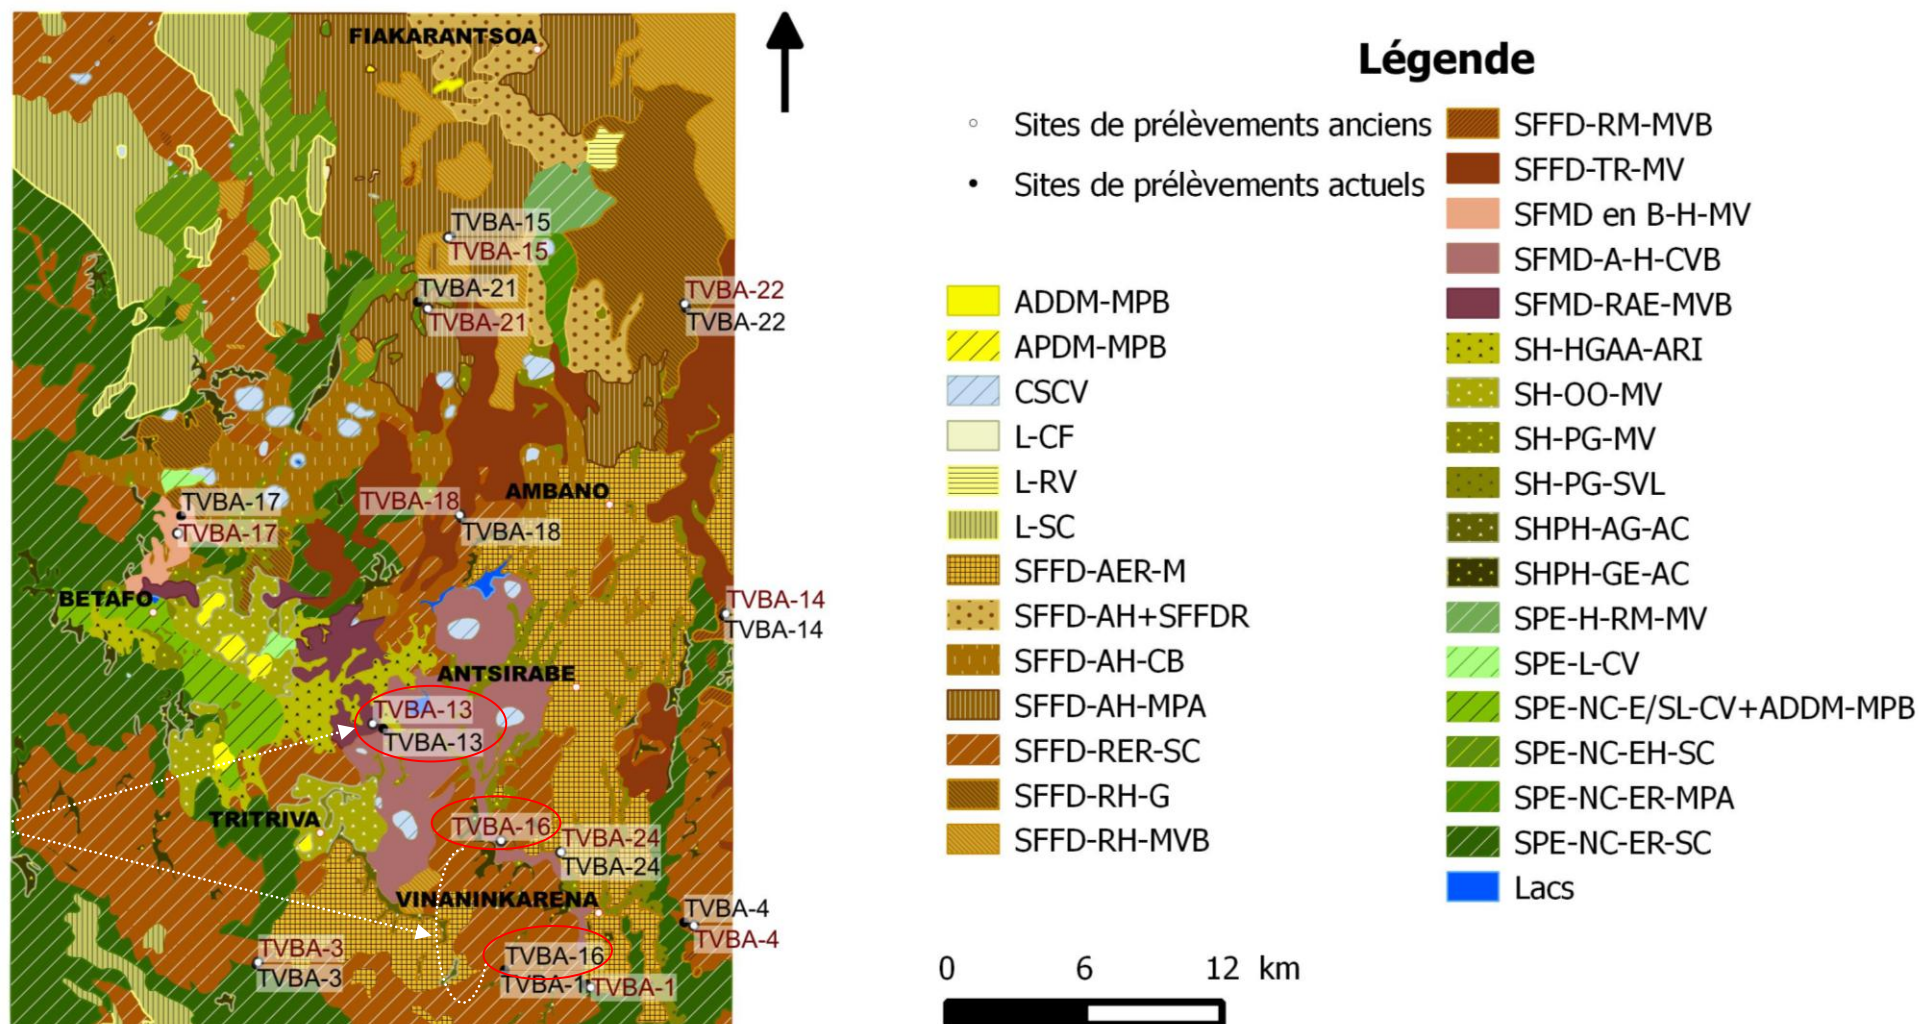 FIAKARANTSOA
TVBA-15
TVBA-15
TVBA-21
TVBA-21
TVBA-22
TVBA-22
TVBA-17
TVBA-17
TVBA-18
TVBA-18
AMBANO
BETAFO
TVBA-14
TVBA-14
ANTSIRABE
TVBA-13
TVBA-13
TRITRIVA
TVBA-16
TVBA-24
TVBA-24
VINANINKARENA
TVBA-4
TVBA-4
TVBA-3
TVBA-3
TVBA-16
TVBA-1
TVBA-1
Légende
Sites de prélèvements anciens
Sites de prélèvements actuels
ADDM-MPB
APDM-MPB
CSCV
L-CF
L-RV
L-SC
SFFD-AER-M
SFFD-AH+SFFDR
SFFD-AH-CB
SFFD-AH-MPA
SFFD-RER-SC
SFFD-RH-G
SFFD-RH-MVB
SFFD-RM-MVB
SFFD-TR-MV
SFMD en B-H-MV
SFMD-A-H-CVB
SFMD-RAE-MVB
SH-HGAA-ARI
SH-OO-MV
SH-PG-MV
SH-PG-SVL
SHPH-AG-AC
SHPH-GE-AC
SPE-H-RM-MV
SPE-L-CV
SPE-NC-E/SL-CV+ADDM-MPB
SPE-NC-EH-SC
SPE-NC-ER-MPA
SPE-NC-ER-SC
Lacs
0 6 12 km